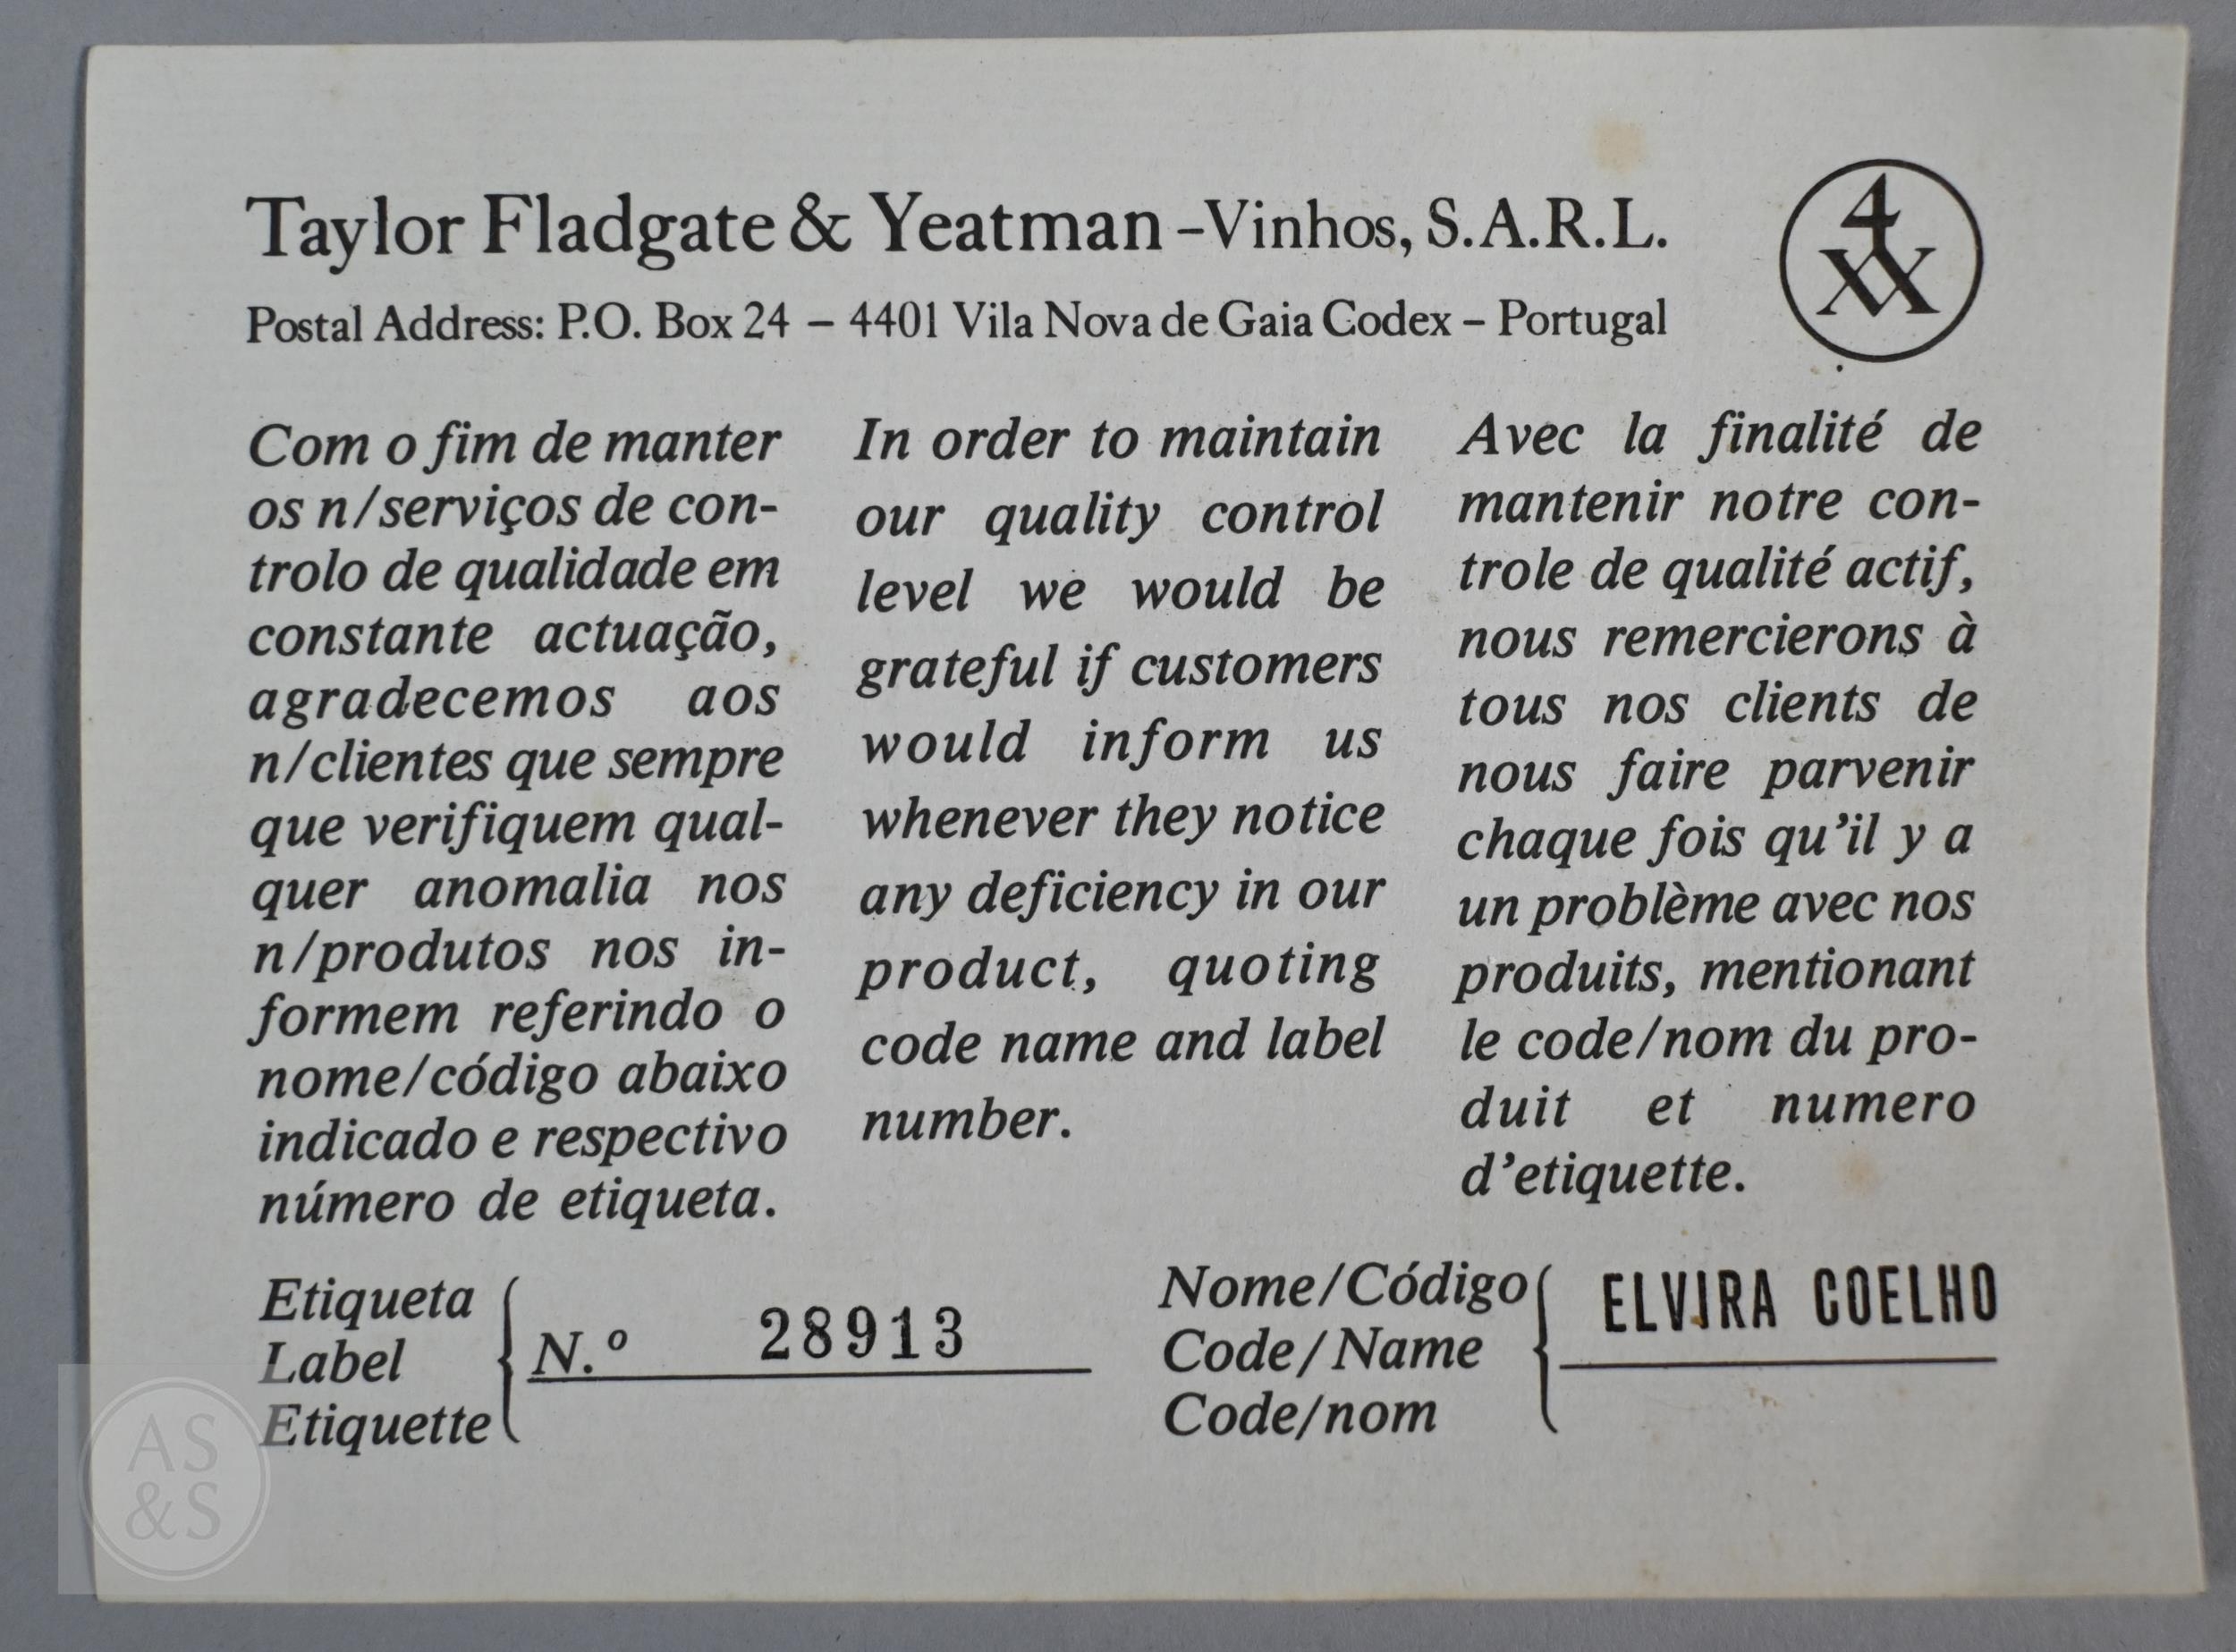 Taylor Fladgate & Yeatman -Vinhos, S.A.R.L.
Postal Address: P.O. Box 24 – 4401 Vila Nova de Gaia Codex – Portugal
4XX
Com o fim de manter
os n/serviços de con-
trolo de qualidade em
constante actuação,
agradecemos aos
n/clientes que sempre
que verifiquem qual-
quer anomalia nos
n/produtos nos in-
formem referindo o
nome/código abaixo
indicado e respectivo
número de etiqueta.
In order to maintain
our quality control
level we would be
grateful if customers
would inform us
whenever they notice
any deficiency in our
product, quoting
code name and label
number.
Avec la finalité de
mantenir notre con-
trole de qualité actif,
nous remercierons à
tous nos clients de
nous faire parvenir
chaque fois qu'il y a
un problème avec nos
produits, mentionant
le code/nom du pro-
duit et numero
d'etiquette.
Etiqueta
Label
Etiquette
N.º 28913
Nome/Código
Code/Name
Code/nom
ELVIRA COELHO
AS
&S